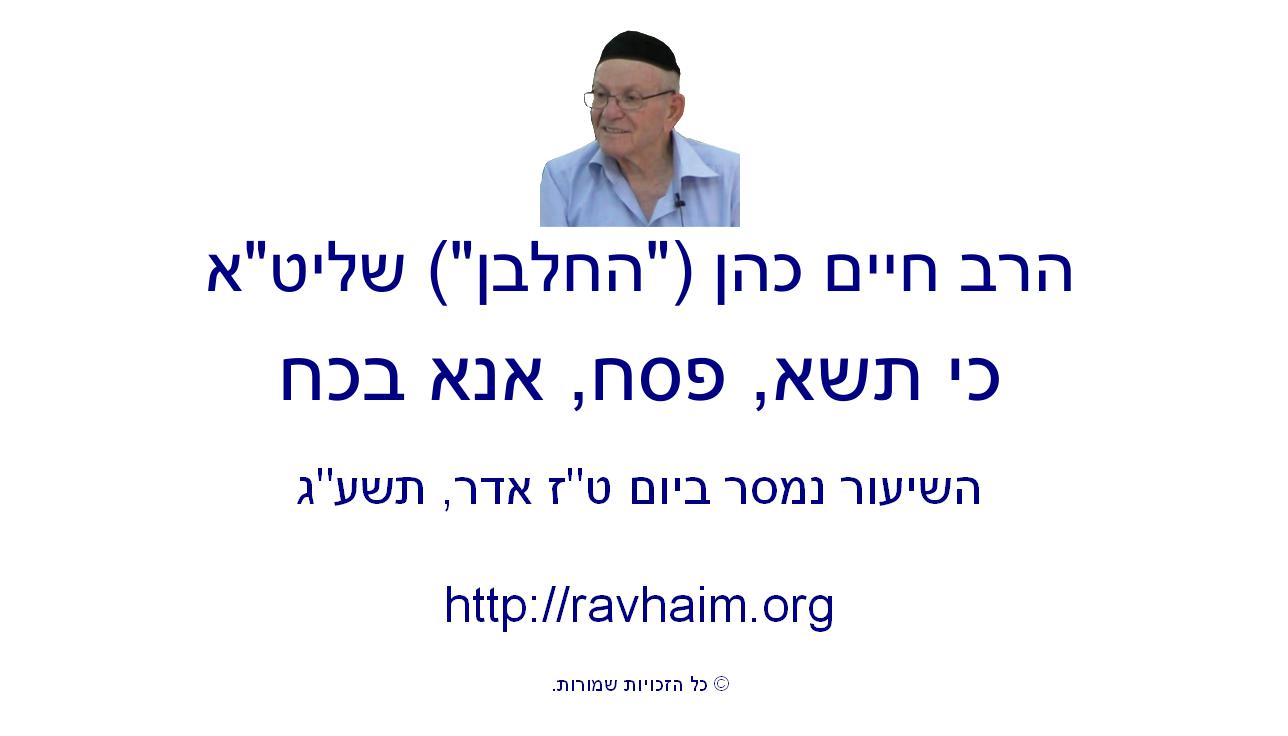 הרב חיים כהן ("החלבן") שליט"א
כי תשא, פסח, אנא בכח
השיעור נמסר ביום ט''ז אדר, תשע''ג
http://ravhaim.org
© כל הזכויות שמורות.